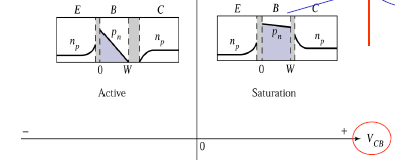 E B C
n_p p_n n_p
0 W
Active
E B C
n_p p_n n_p
0 W
Saturation
− +
V_CB
0